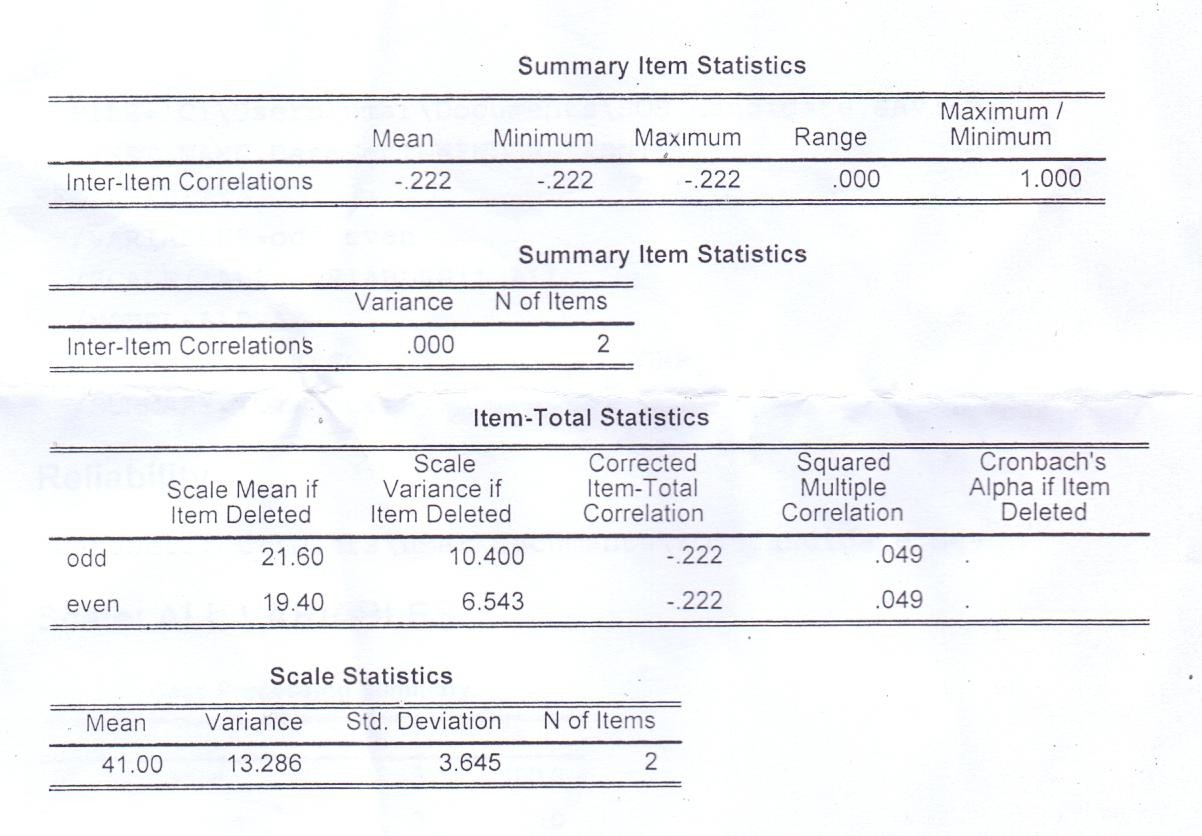 Summary Item Statistics
Maximum /
Mean Minimum Maximum Range Minimum
Inter-Item Correlations -.222 -.222 -.222 .000 1.000
Summary Item Statistics
Variance N of Items
Inter-Item Correlations .000 2
Item-Total Statistics
Scale Corrected Squared Cronbach's
Scale Mean if Variance if Item-Total Multiple Alpha if Item
Item Deleted Item Deleted Correlation Correlation Deleted
odd 21.60 10.400 -.222 .049 .
even 19.40 6.543 -.222 .049 .
Scale Statistics
Mean Variance Std. Deviation N of Items
41.00 13.286 3.645 2
Reliability